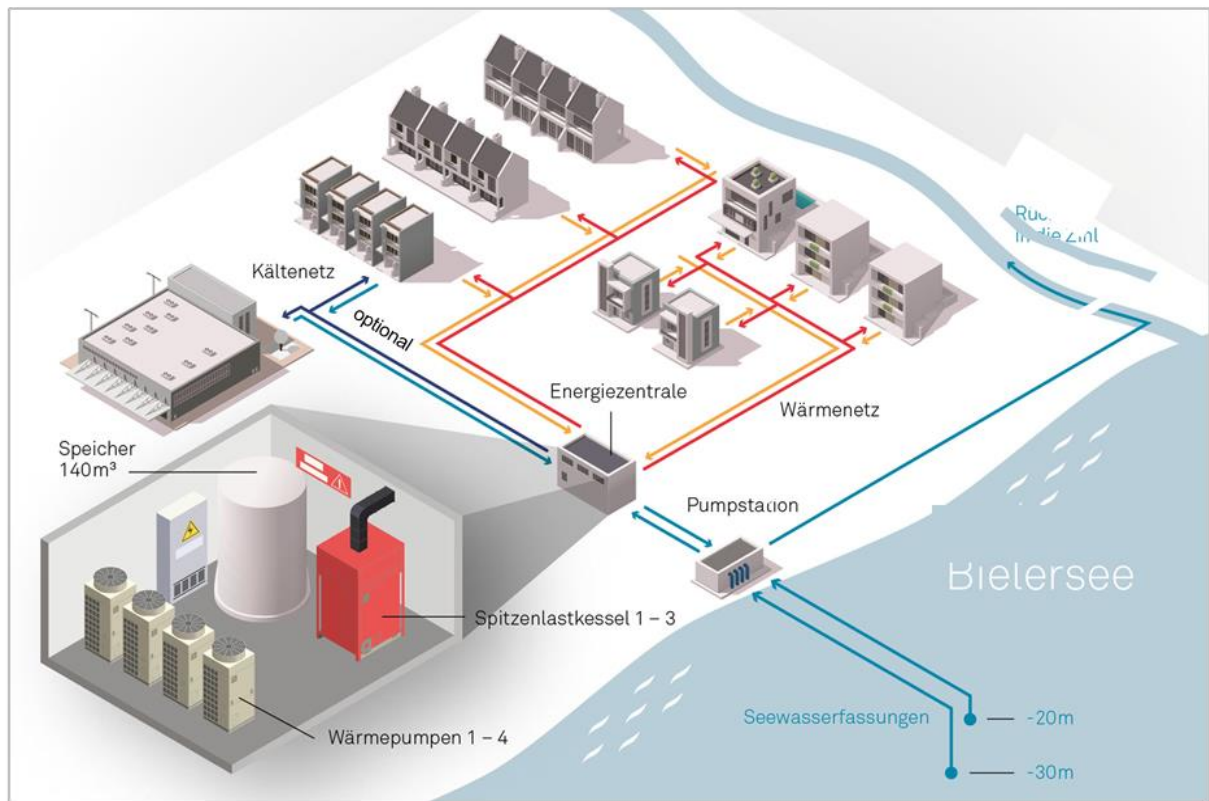 Kältenetz
optional
Energiezentrale
Wärmenetz
Speicher
140m³
Pumpstation
Bielersee
Spitzenlastkessel 1 – 3
Seewasserfassungen
-20m
-30m
Wärmepumpen 1 – 4